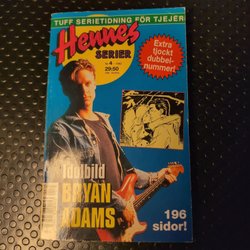 TUFF SERIETIDNING FÖR TJEJER
Hennes
SERIER
Nr 4
29:50
Extra
tjockt
dubbel-
nummer!
Idolbild
BRYAN
ADAMS
196
sidor!